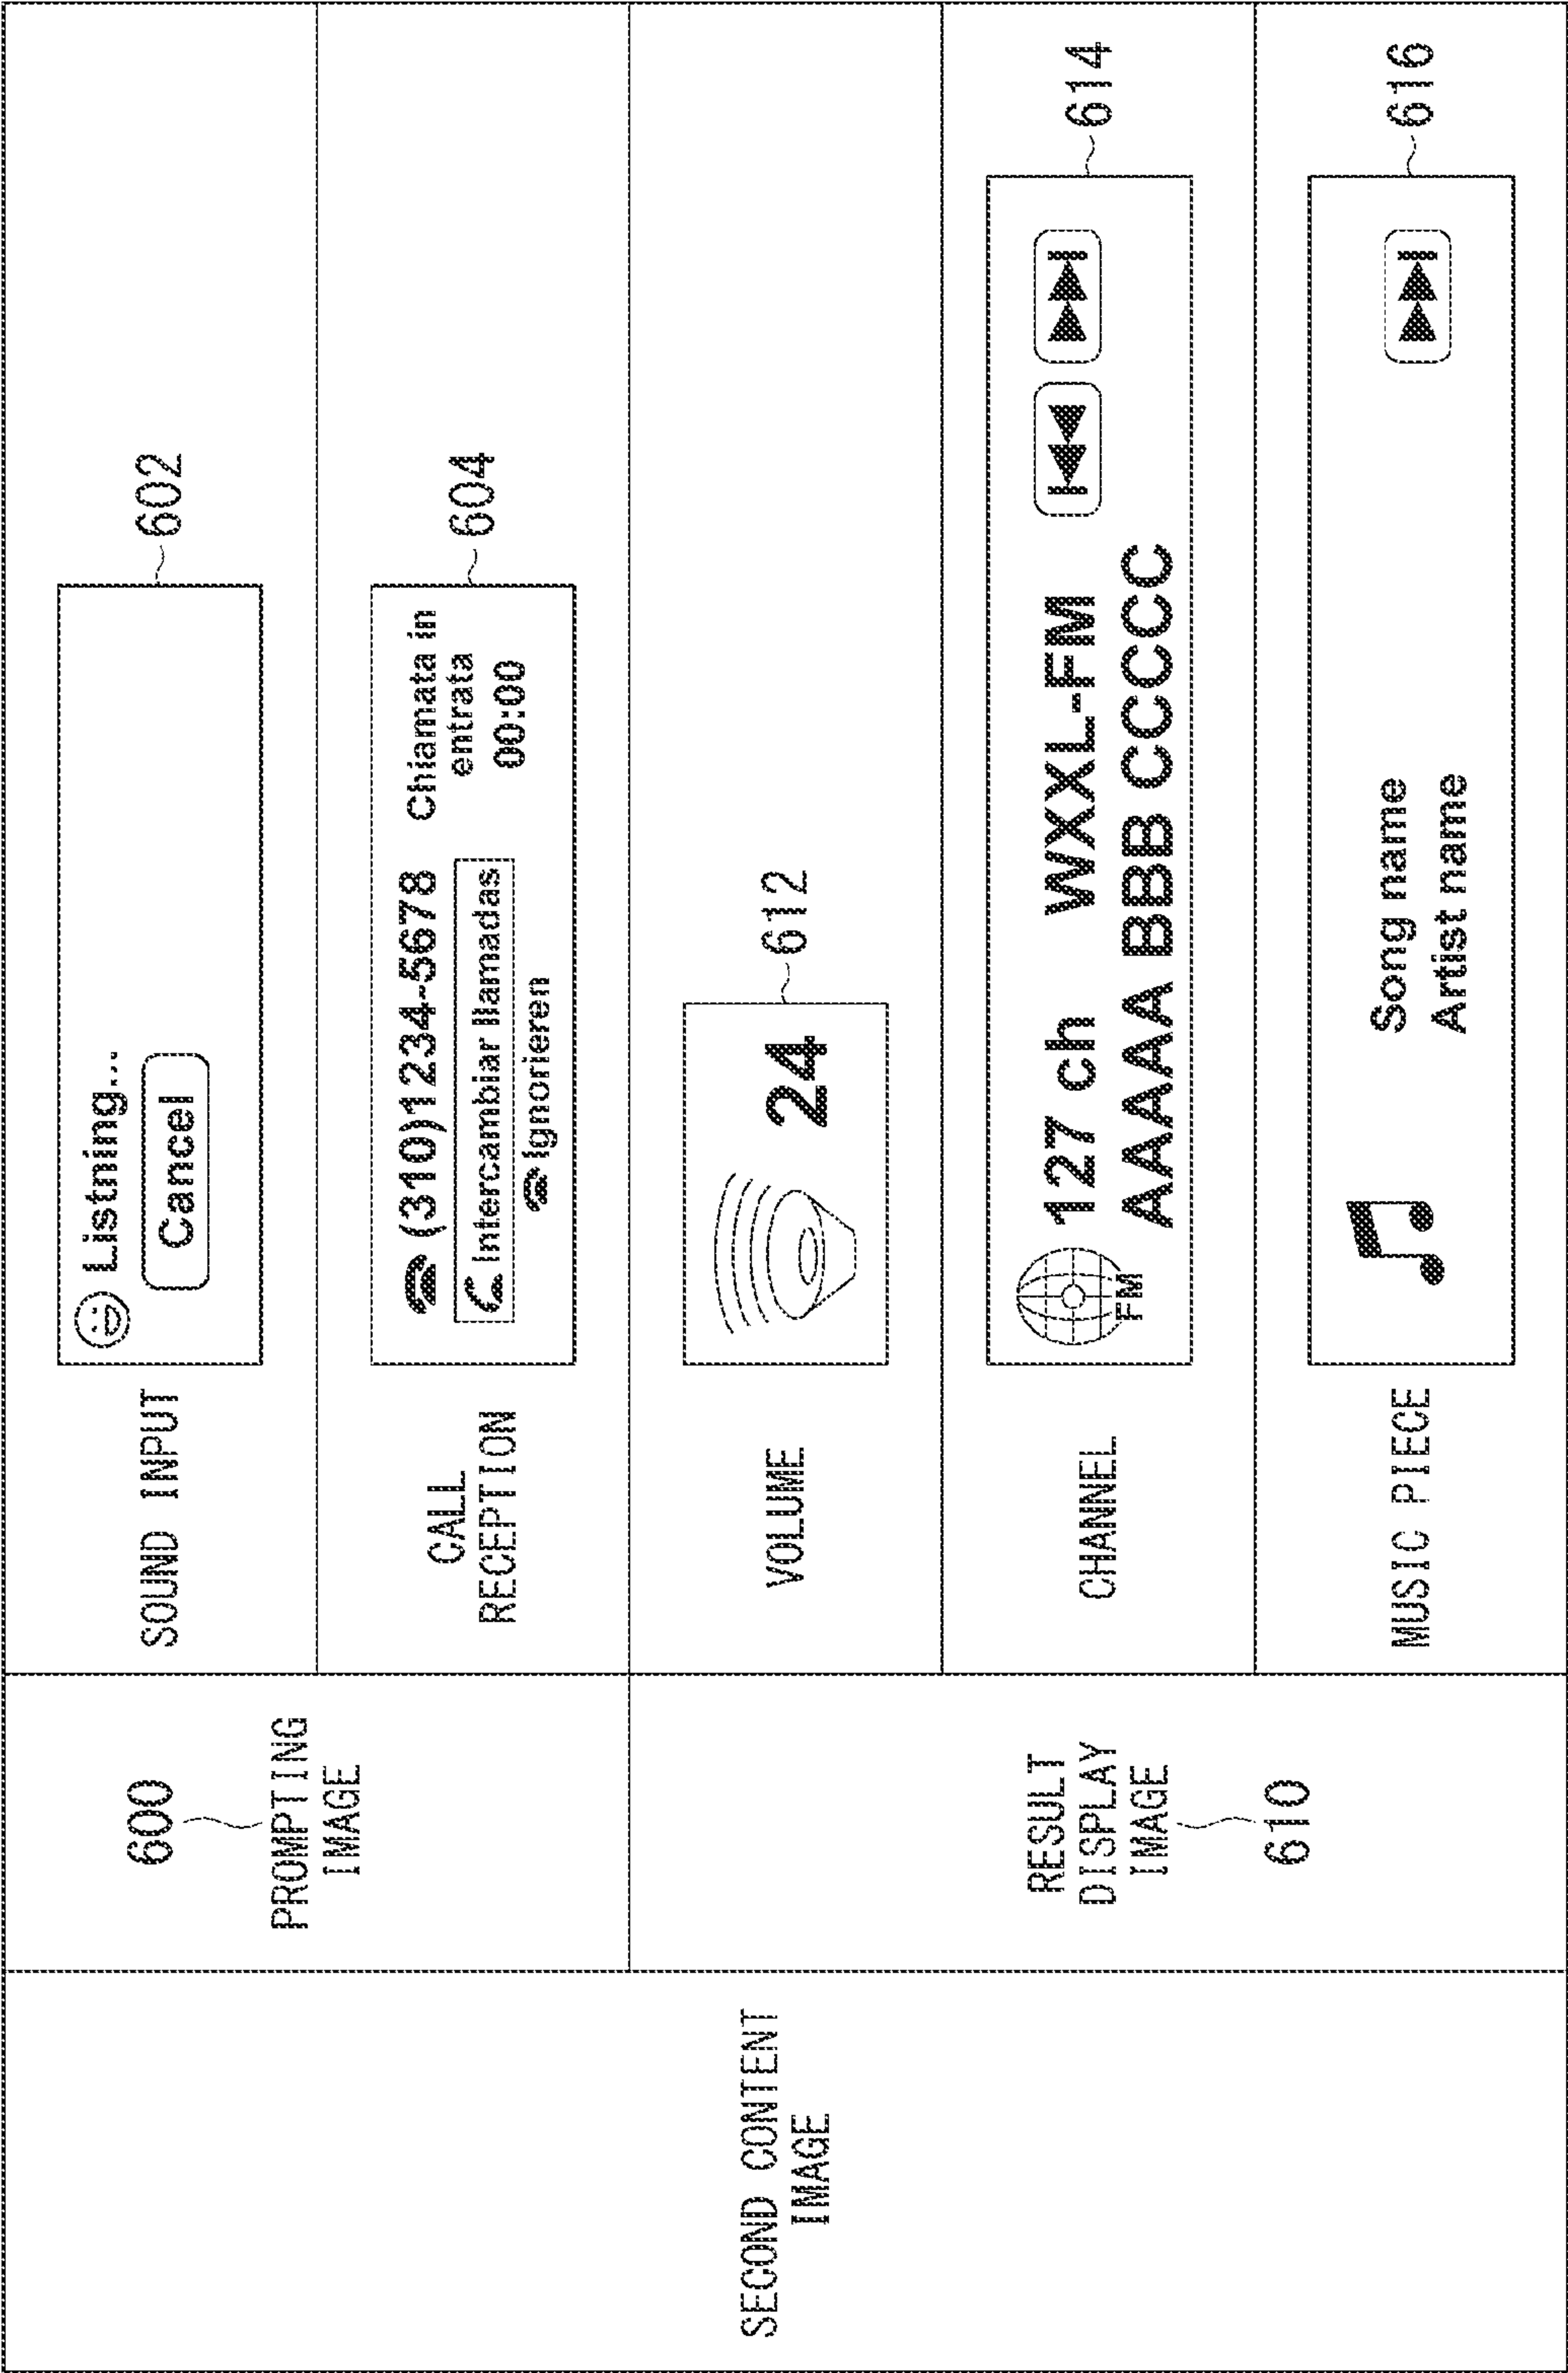 SECOND CONTENT
IMAGE
600
PROMPTING
IMAGE
SOUND INPUT
Listning...
Cancel
602
CALL
RECEPTION
(310)1234-5678
Intercambiar llamadas
Ignorieren
Chiamata in
entrata
00:00
604
RESULT
DISPLAY
IMAGE
610
VOLUME
24
612
CHANNEL
FM
127 ch WXXL-FM
AAAAA BBB CCCCC
614
MUSIC PIECE
Song name
Artist name
616